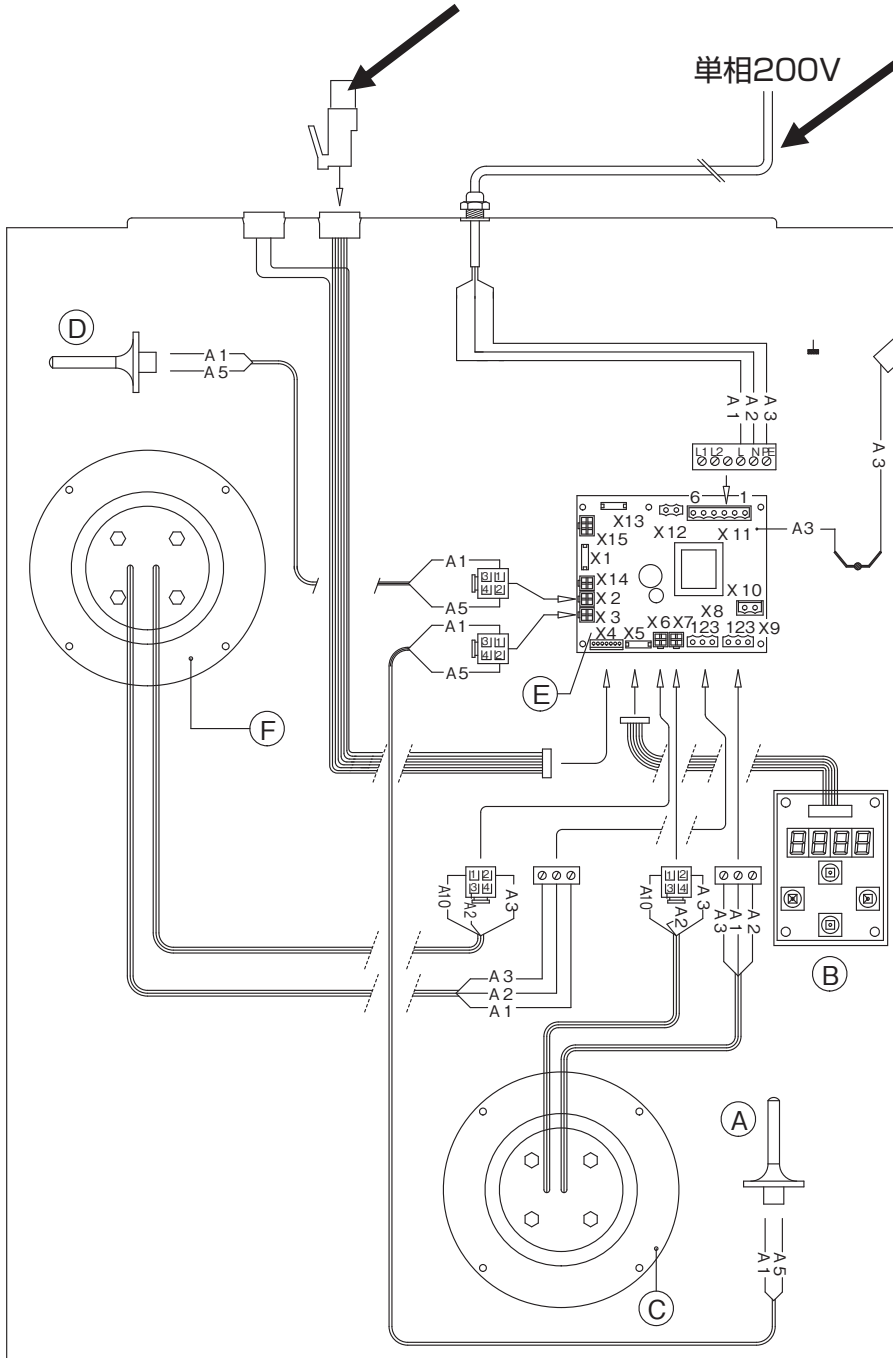 単相200V
D
A1
A5
A1
A2
A3
A3
L1 L2 L N PE
6 1
X13
X12
X11
A3
X15
X1
X14
X2
X3
X10
X8
X6 X7
X4 X5
123 123 X9
A1
3 1
4 2
A5
A1
3 1
4 2
A5
E
F
1 2
3 4
A10
A2
A3
1 2
3 4
A10
A2
A3
A3
A1
A2
8888
B
A3
A2
A1
A
C
A1
A5